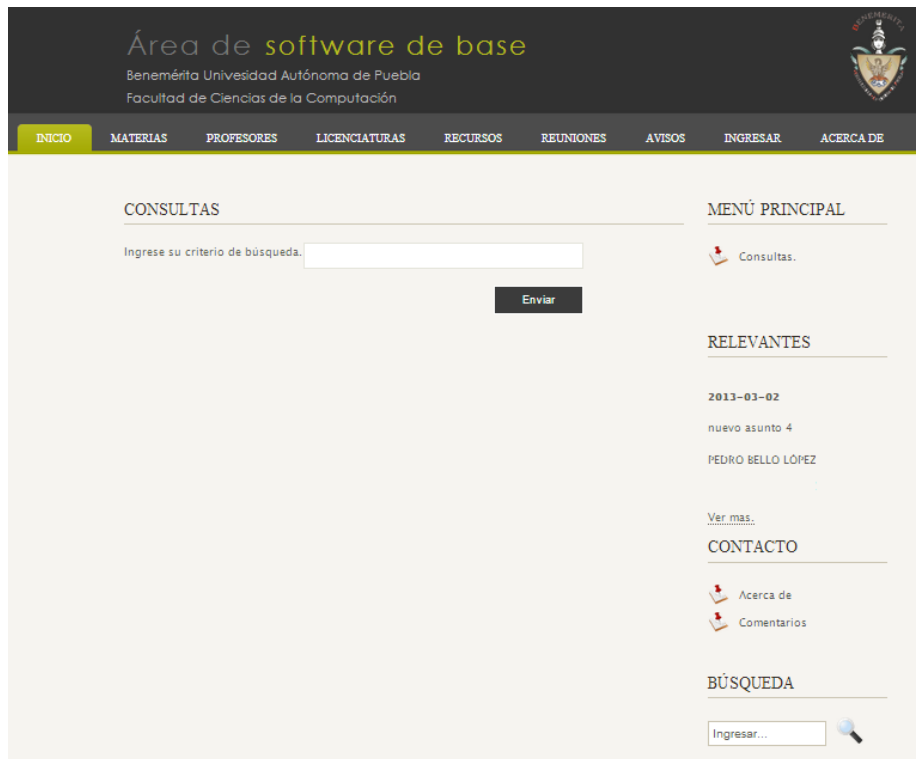 BENEMÉRITA
Área de software de base
Benemérita Univesidad Autónoma de Puebla
Facultad de Ciencias de la Computación
INICIO MATERIAS PROFESORES LICENCIATURAS RECURSOS REUNIONES AVISOS INGRESAR ACERCA DE
CONSULTAS
Ingrese su criterio de búsqueda.
Enviar
MENÚ PRINCIPAL
Consultas.
RELEVANTES
2013-03-02
nuevo asunto 4
PEDRO BELLO LÓPEZ
Ver mas.
CONTACTO
Acerca de
Comentarios
BÚSQUEDA
Ingresar...